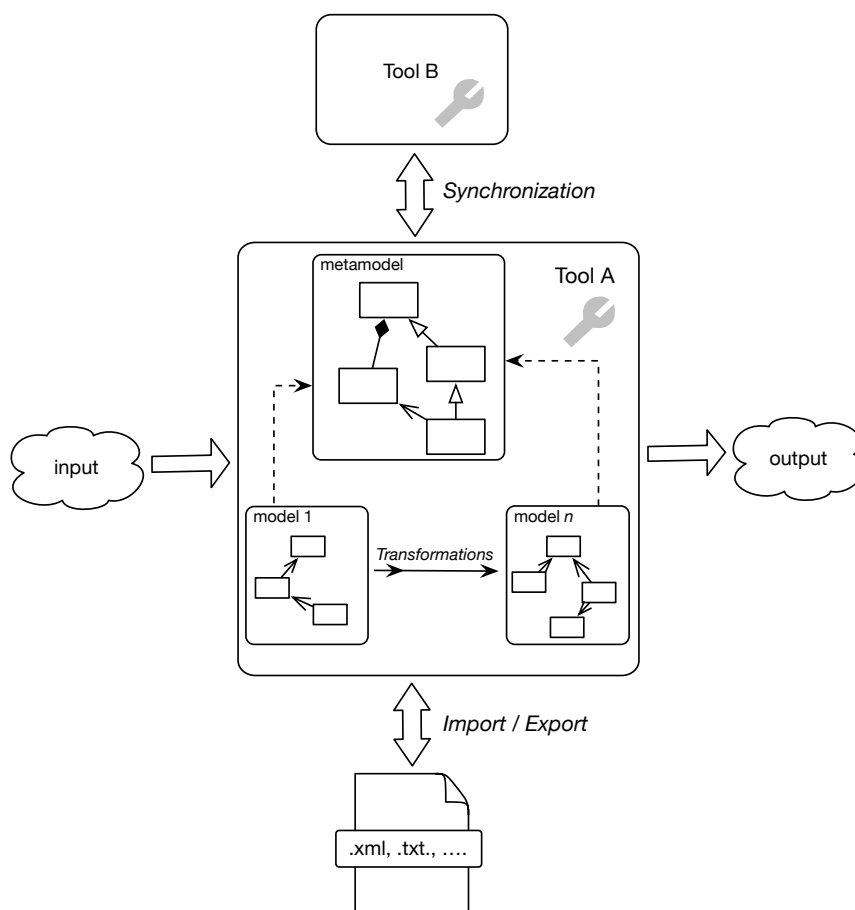 Tool B
Synchronization
metamodel
Tool A
input
output
model 1
Transformations
model n
Import / Export
.xml, .txt., ....